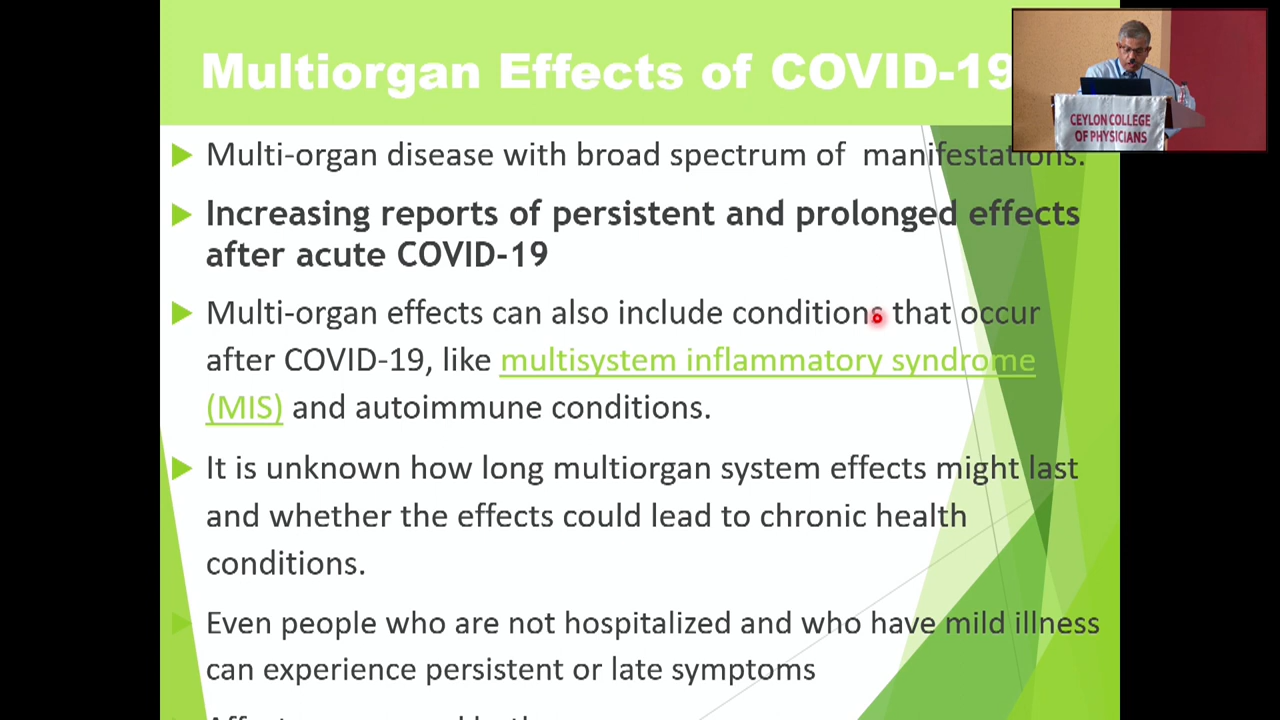 Multiorgan Effects of COVID-19
CEYLON COLLEGE
OF PHYSICIANS
Multi-organ disease with broad spectrum of manifestations.
Increasing reports of persistent and prolonged effects
after acute COVID-19
Multi-organ effects can also include conditions that occur
after COVID-19, like multisystem inflammatory syndrome
(MIS) and autoimmune conditions.
It is unknown how long multiorgan system effects might last
and whether the effects could lead to chronic health
conditions.
Even people who are not hospitalized and who have mild illness
can experience persistent or late symptoms